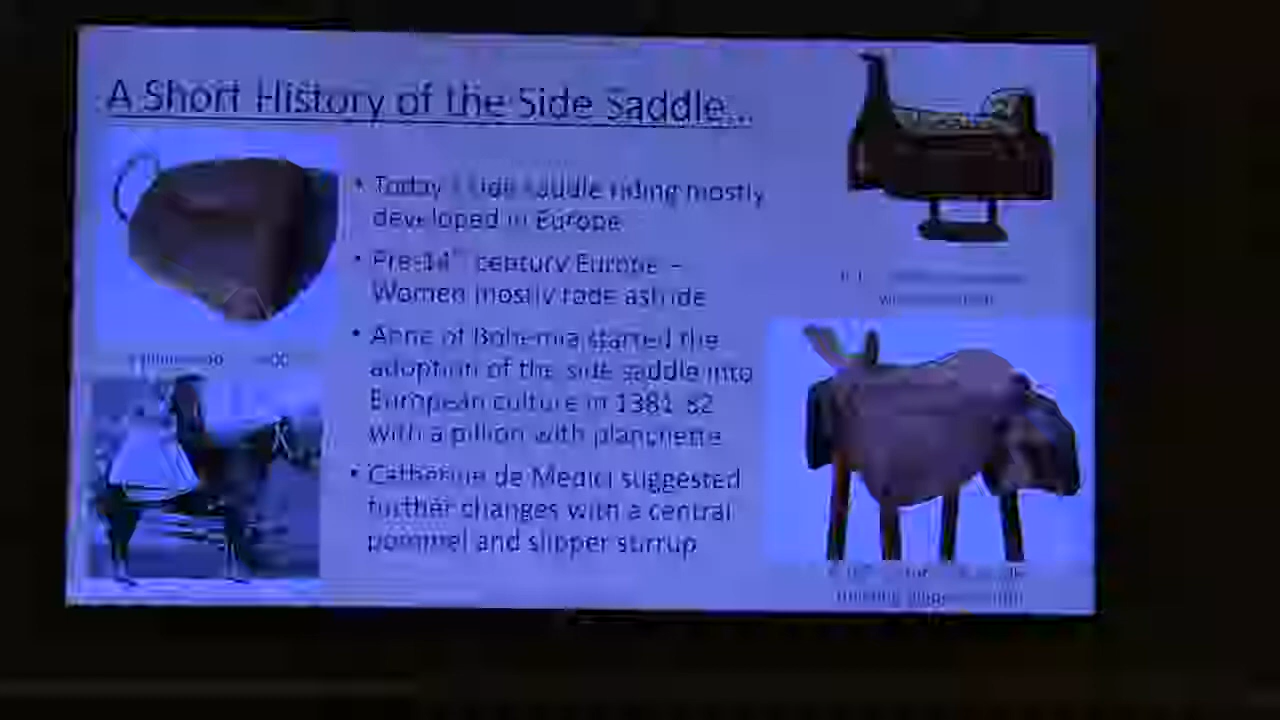 A Short History of the Side Saddle...
• Today's side saddle riding mostly
developed in Europe
• Pre-14th century Europe –
Women mostly rode astride
• Anne of Bohemia started the
adoption of the side saddle into
European culture in 1381-82
with a pillion with planchette
• Catherine de Medici suggested
further changes with a central
pommel and slipper stirrup